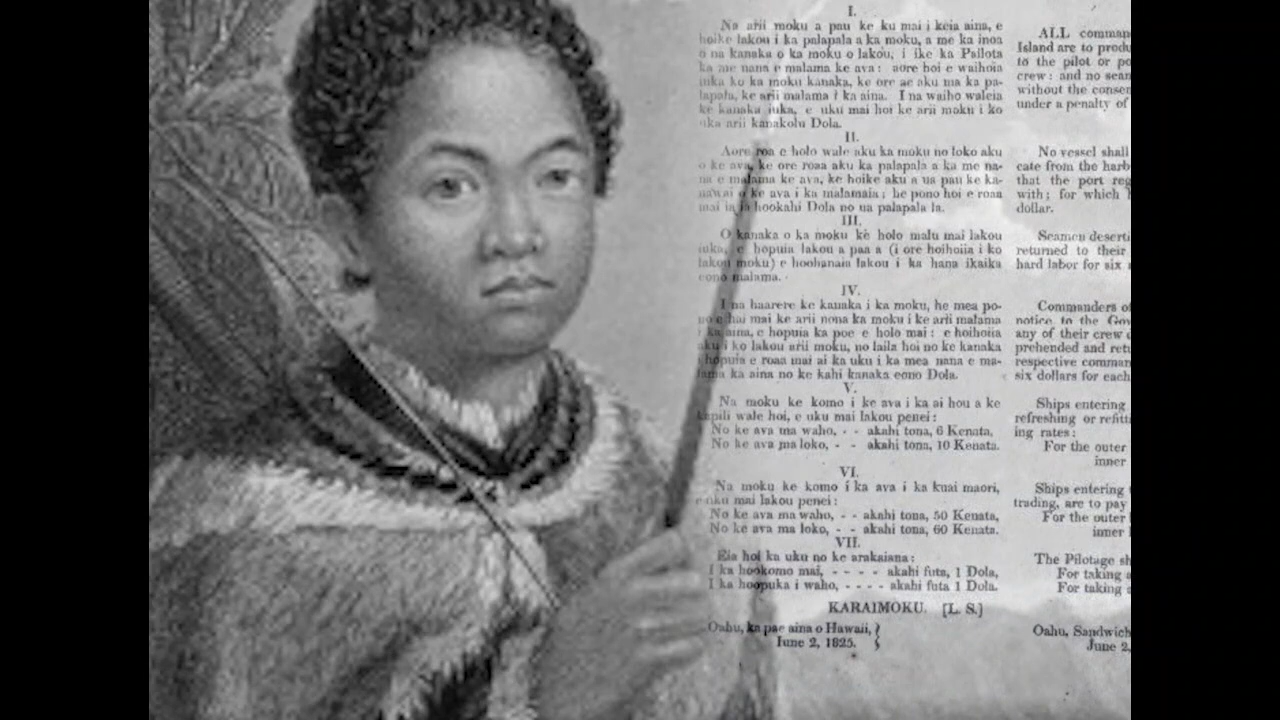 I.
Na arii moku a pau ke ku mai i keia aina, e
hoike lakou i ka palapala a ka moku, a me ka inoa
o na kanaka o ka moku o lakou, i ike ka Pailota
ka me nana e malama ke ava: aore hoi e waihoia
iuka ko ka moku kanaka, ke ore ae aku ma ka pa-
lapala, ke arii malama i ka aina. I na waiho waleia
ke kanaka iuka, e uku mai hoi ke arii moku i ko
uka arii kanakolu Dola.
II.
Aore roa e holo wale aku ka moku no loko aku
o ke ava, ke ore roaa aku ka palapala a ka me na-
na e malama ke ava, ke hoike aku a ua pau ke ka-
nawai o ke ava i ka malamaia; he pono hoi e roaa
mai ia ia hookahi Dola no ua palapala la.
III.
O kanaka o ka moku ke holo malu mai lakou
iuka, e hopuia lakou a paa a (i ore hoihoiia i ko
lakou moku) e hoohanaia lakou i ka hana ikaika
eono malama.
IV.
I na haarere ke kanaka i ka moku, he mea po-
no e hai mai ke arii nona ka moku i ke arii malama
i ka aina, e hopuia ka poe e holo mai: e hoihoiia
aku i ko lakou arii moku, no laila hoi no ke kanaka
i hopuia e roaa mai ai ka uku i ka mea nana e ma-
lama ka aina no ke kahi kanaka eono Dola.
V.
Na moku ke komo i ke ava i ka ai hou a ke
kapili wale hoi, e uku mai lakou penei:
No ke ava ma waho, - - akahi tona, 6 Kenata,
No ke ava ma loko, - - akahi tona, 10 Kenata.
VI.
Na moku ke komo i ka ava i ka kuai maori,
e uku mai lakou penei:
No ke ava ma waho, - - akahi tona, 50 Kenata,
No ke ava ma loko, - - akahi tona, 60 Kenata.
VII.
Eia hoi ka uku no ke arakaiana:
I ka hookomo mai, - - - - akahi futa, 1 Dola,
I ka hoopuka i waho, - - - - akahi futa 1 Dola.
KARAIMOKU. [L. S.]
Oahu, ka pae aina o Hawaii,
Iune 2, 1825.
ALL comman
Island are to produ
to the pilot or po
crew: and no sean
without the consen
under a penalty of
No vessel shall
cate from the harb
that the port reg
with; for which
dollar.
Seamen deserti
returned to their
hard labor for six
Commanders of
notice to the Gov
any of their crew
prehended and retu
respective comman
six dollars for each
Ships entering
refreshing or refitt
ing rates:
For the outer
inner
Ships entering
trading, are to pay
For the outer
inner
The Pilotage sh
For taking
For taking
Oahu, Sandwich
June 2,